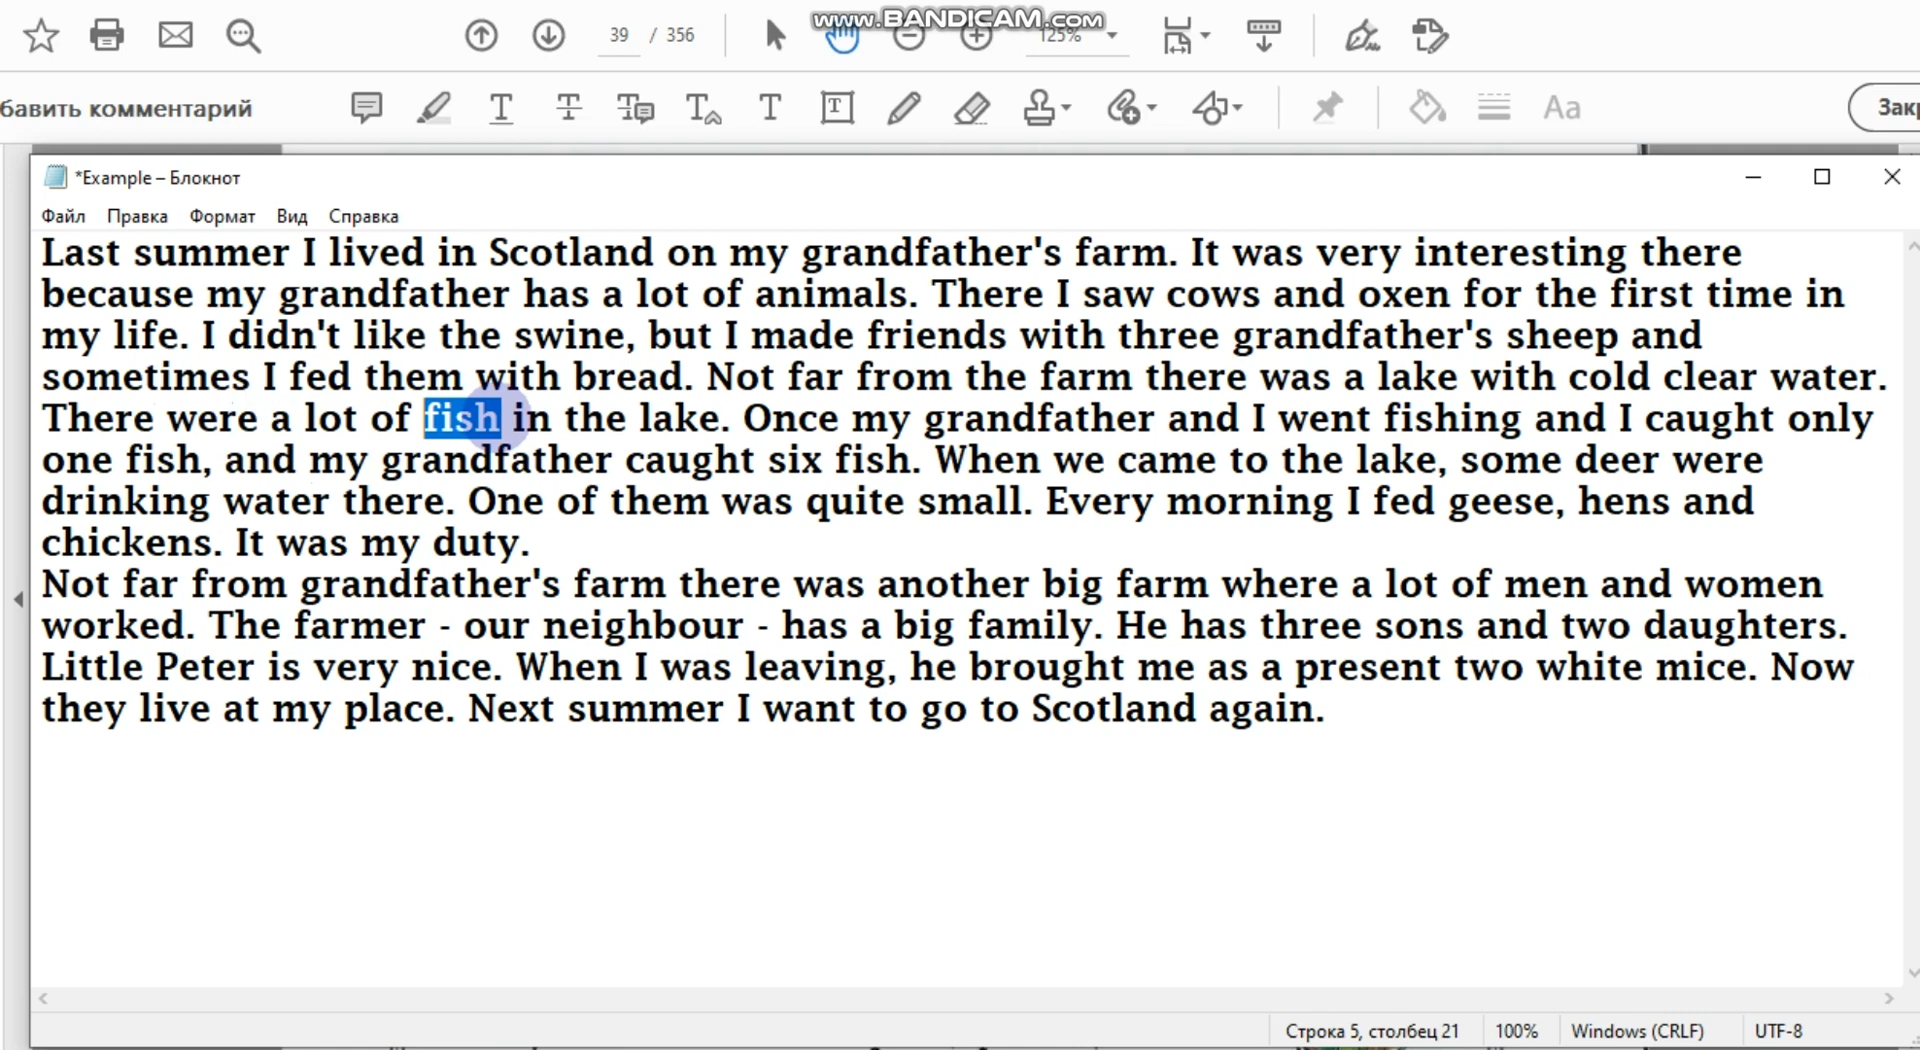 www.BANDICAM.com
39 / 356
125%
бавить комментарий
T T T T T T
Aa
Закр
*Example – Блокнот
Файл Правка Формат Вид Справка
Last summer I lived in Scotland on my grandfather's farm. It was very interesting there
because my grandfather has a lot of animals. There I saw cows and oxen for the first time in
my life. I didn't like the swine, but I made friends with three grandfather's sheep and
sometimes I fed them with bread. Not far from the farm there was a lake with cold clear water.
There were a lot of fish in the lake. Once my grandfather and I went fishing and I caught only
one fish, and my grandfather caught six fish. When we came to the lake, some deer were
drinking water there. One of them was quite small. Every morning I fed geese, hens and
chickens. It was my duty.
Not far from grandfather's farm there was another big farm where a lot of men and women
worked. The farmer - our neighbour - has a big family. He has three sons and two daughters.
Little Peter is very nice. When I was leaving, he brought me as a present two white mice. Now
they live at my place. Next summer I want to go to Scotland again.
Строка 5, столбец 21 100% Windows (CRLF) UTF-8